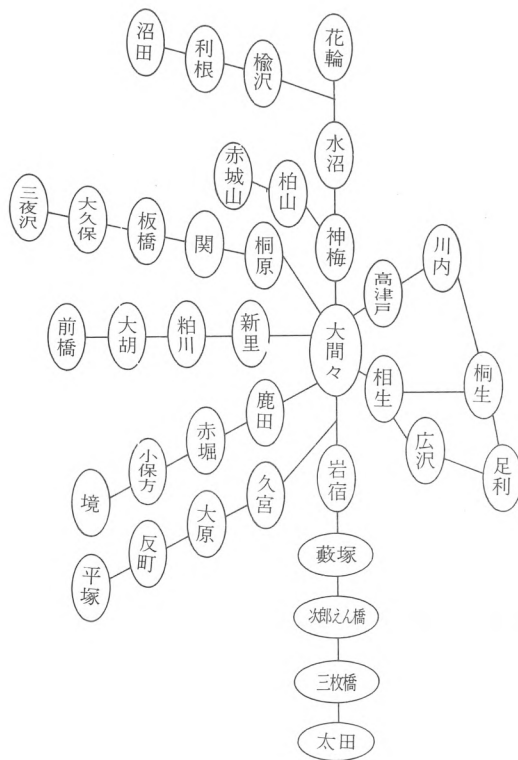 花輪
沼田
利根
楡沢
水沼
赤城山
柏山
神梅
三夜沢
大久保
板橋
関
桐原
高津戸
川内
前橋
大胡
粕川
新里
大間々
相生
桐生
広沢
足利
境
小保方
赤堀
鹿田
平塚
反町
大原
久宮
岩宿
藪塚
次郎えん橋
三枚橋
太田